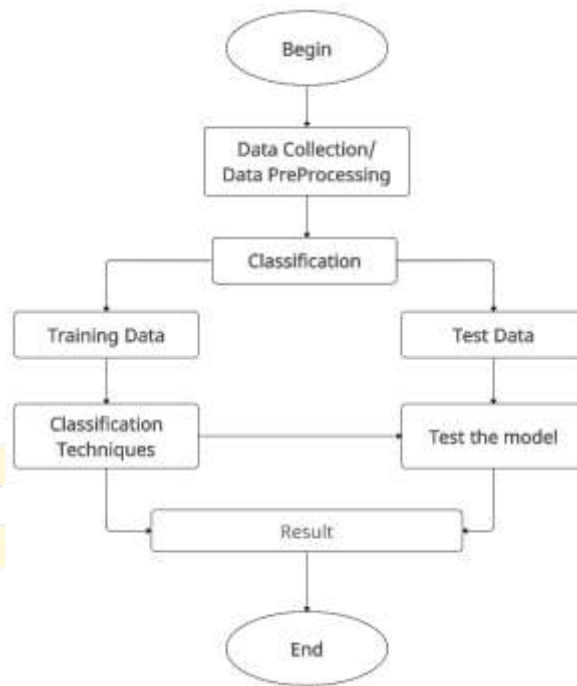 Begin
Data Collection/
Data PreProcessing
Classification
Training Data
Test Data
Classification
Techniques
Test the model
Result
End